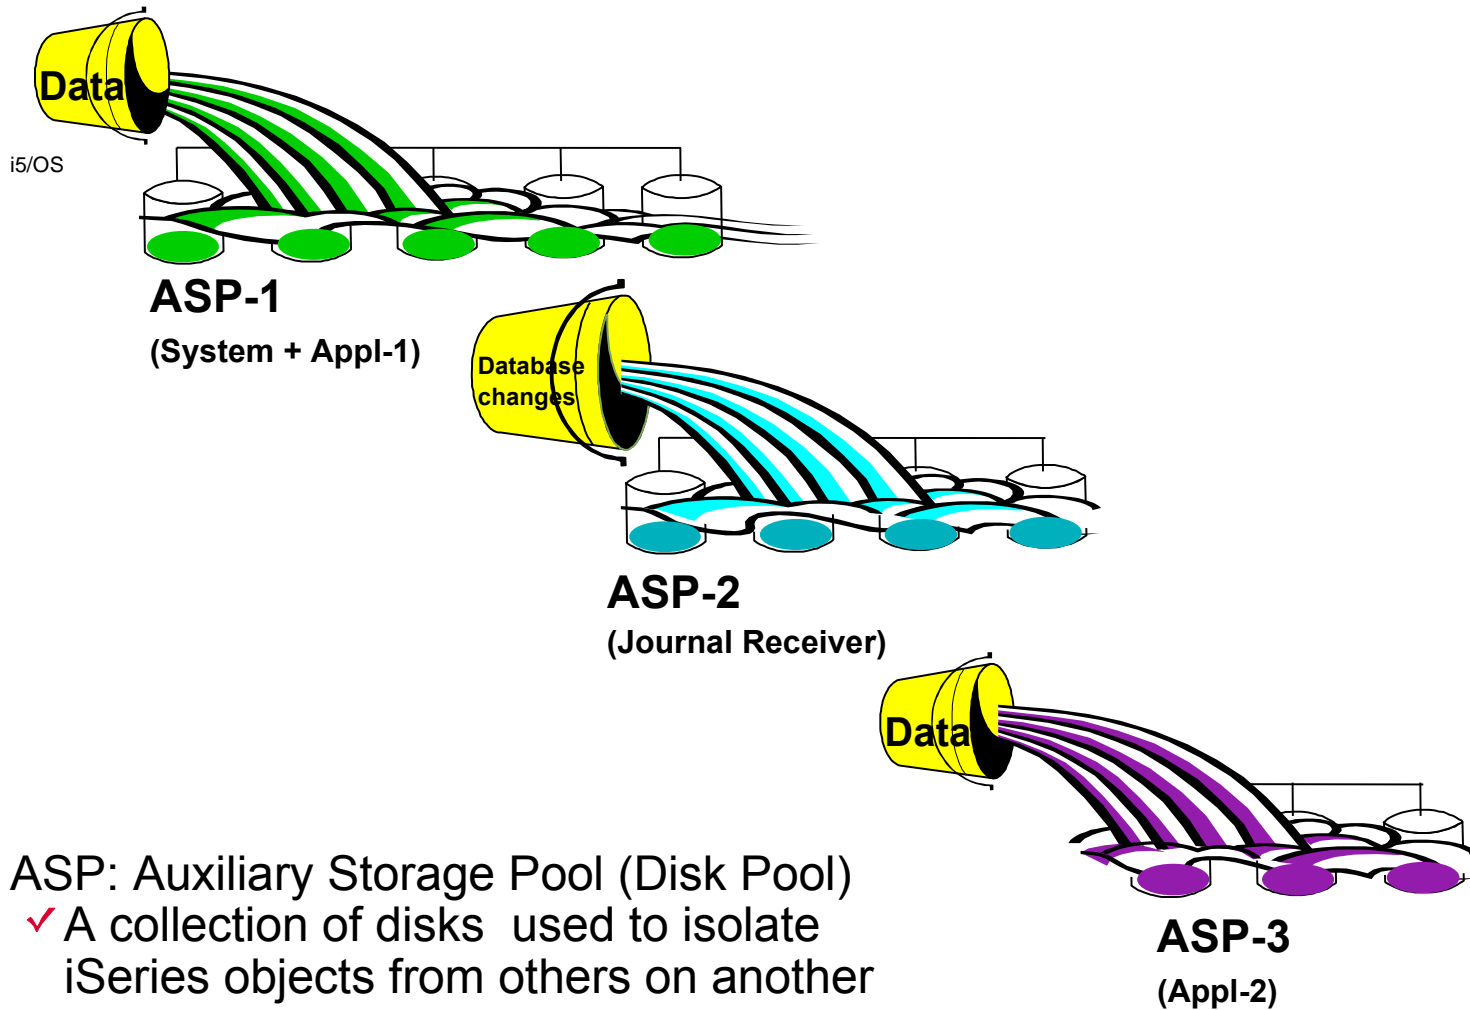 Data
i5/OS
ASP-1
(System + Appl-1)
Database
changes
ASP-2
(Journal Receiver)
Data
ASP-3
(Appl-2)
ASP: Auxiliary Storage Pool (Disk Pool)
✓ A collection of disks used to isolate
iSeries objects from others on another